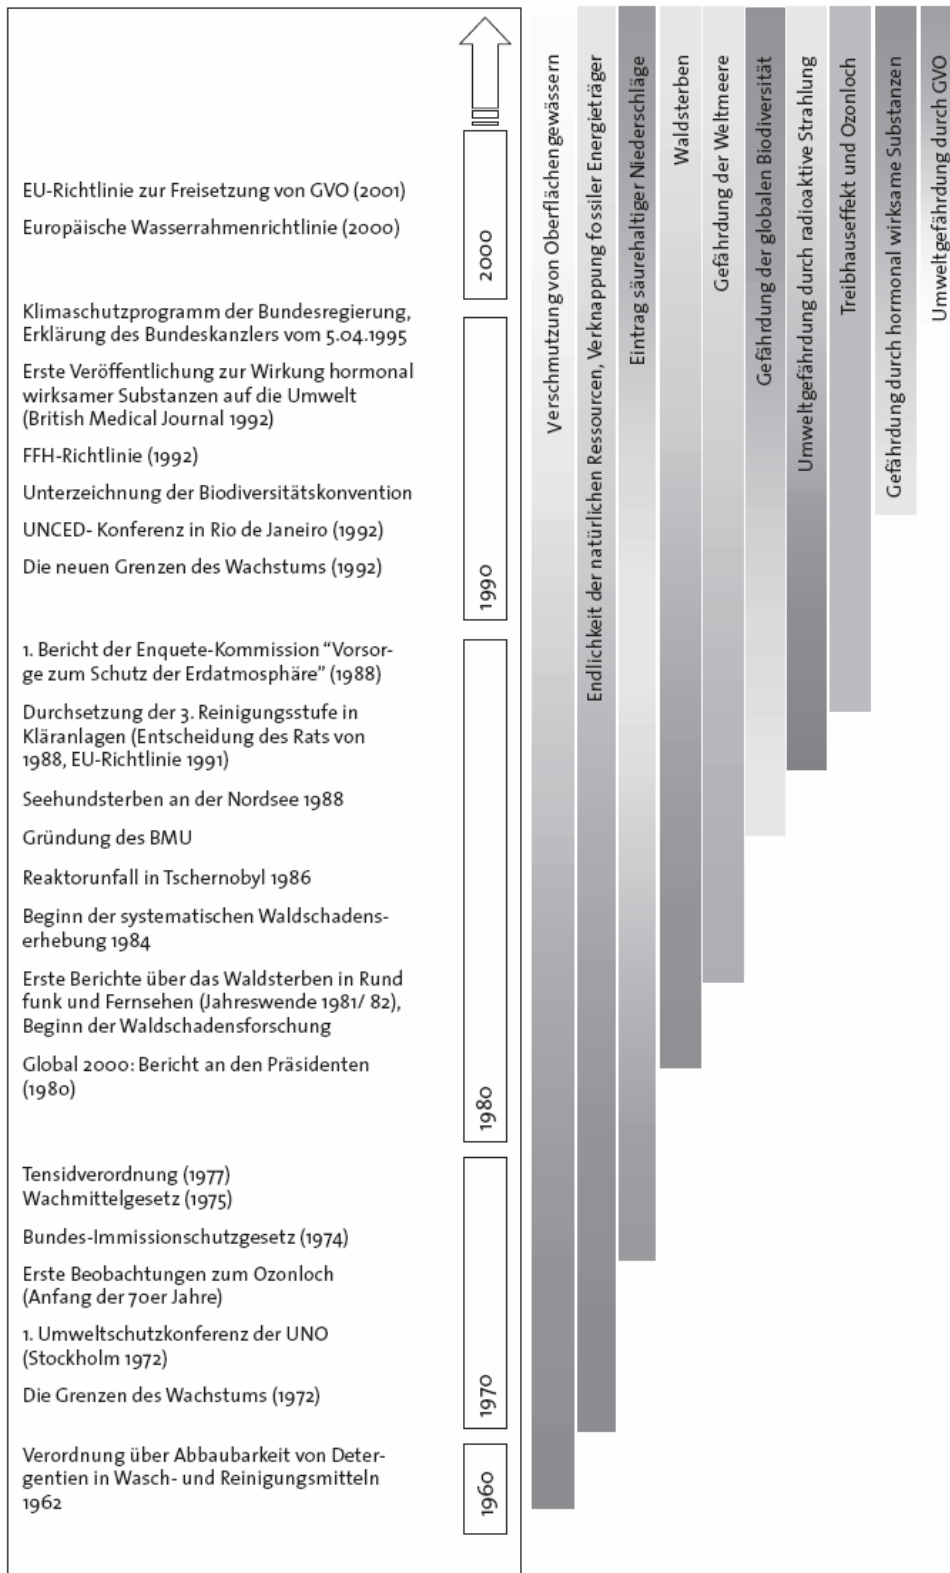 EU-Richtlinie zur Freisetzung von GVO (2001)
Europäische Wasserrahmenrichtlinie (2000)
2000
Klimaschutzprogramm der Bundesregierung,
Erklärung des Bundeskanzlers vom 5.04.1995
Erste Veröffentlichung zur Wirkung hormonal
wirksamer Substanzen auf die Umwelt
(British Medical Journal 1992)
FFH-Richtlinie (1992)
Unterzeichnung der Biodiversitätskonvention
UNCED- Konferenz in Rio de Janeiro (1992)
Die neuen Grenzen des Wachstums (1992)
1990
1. Bericht der Enquete-Kommission “Vorsor-
ge zum Schutz der Erdatmosphäre” (1988)
Durchsetzung der 3. Reinigungsstufe in
Kläranlagen (Entscheidung des Rats von
1988, EU-Richtlinie 1991)
Seehundsterben an der Nordsee 1988
Gründung des BMU
Reaktorunfall in Tschernobyl 1986
Beginn der systematischen Waldschadens-
erhebung 1984
Erste Berichte über das Waldsterben in Rund
funk und Fernsehen (Jahreswende 1981/ 82),
Beginn der Waldschadensforschung
Global 2000: Bericht an den Präsidenten
(1980)
1980
Tensidverordnung (1977)
Wachmittelgesetz (1975)
Bundes-Immissionschutzgesetz (1974)
Erste Beobachtungen zum Ozonloch
(Anfang der 70er Jahre)
1. Umweltschutzkonferenz der UNO
(Stockholm 1972)
Die Grenzen des Wachstums (1972)
1970
Verordnung über Abbaubarkeit von Deter-
gentien in Wasch- und Reinigungsmitteln
1962
1960
Verschmutzung von Oberflächengewässern
Endlichkeit der natürlichen Ressourcen, Verknappung fossiler Energieträger
Eintrag säurehaltiger Niederschläge
Waldsterben
Gefährdung der Weltmeere
Gefährdung der globalen Biodiversität
Umweltgefährdung durch radioaktive Strahlung
Treibhauseffekt und Ozonloch
Gefährdung durch hormonal wirksame Substanzen
Umweltgefährdung durch GVO